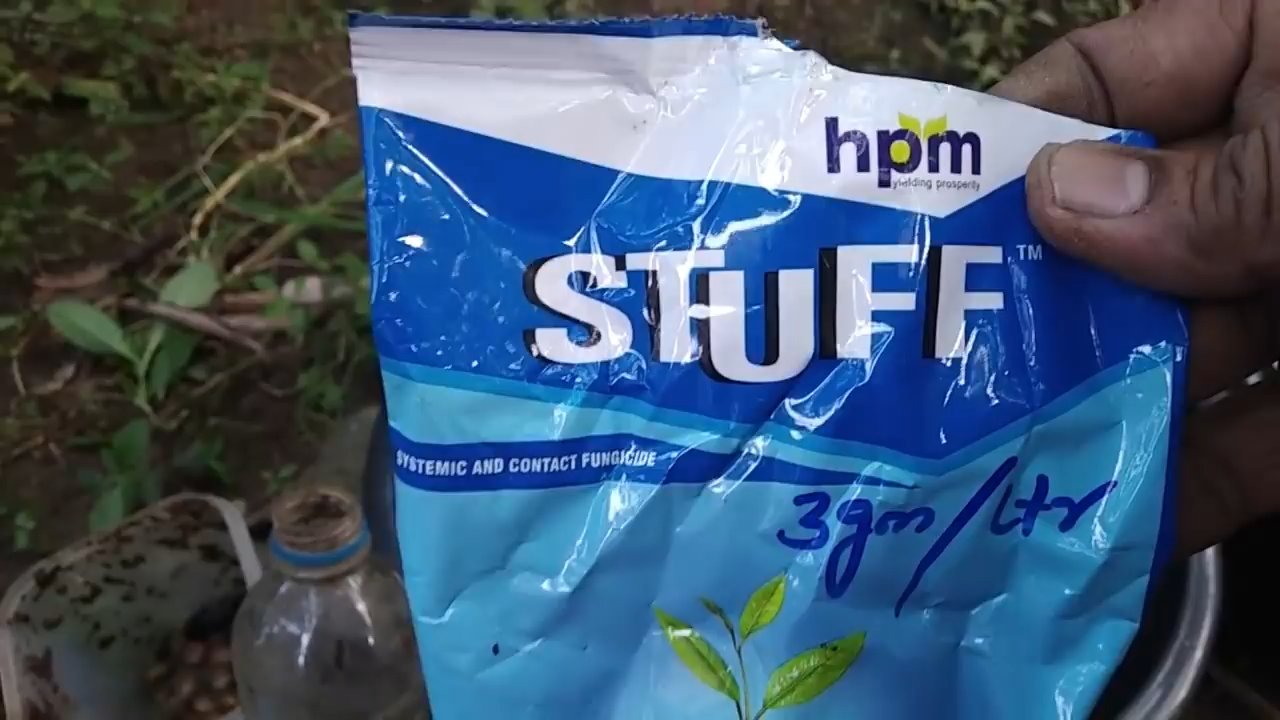 hpm
yielding prosperity
STUFF™
SYSTEMIC AND CONTACT FUNGICIDE
3gm/Ltr